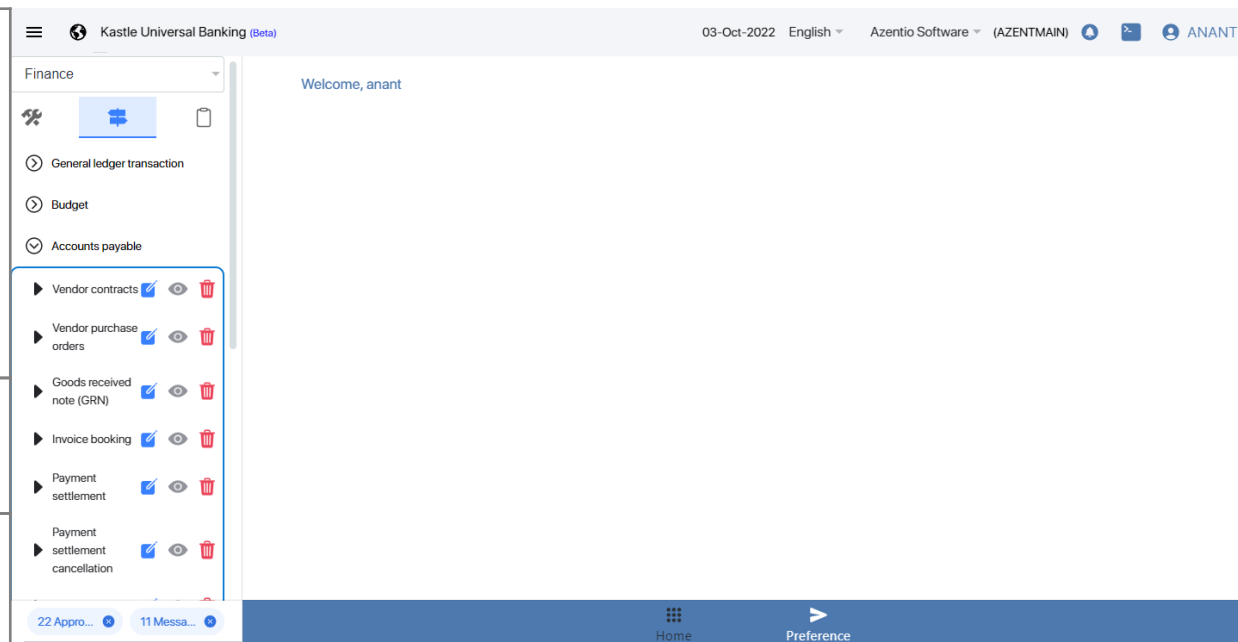 Kastle Universal Banking (Beta)
03-Oct-2022 English Azentio Software (AZENTMAIN) ANANT
Finance
Welcome, anant
General ledger transaction
Budget
Accounts payable
Vendor contracts
Vendor purchase
orders
Goods received
note (GRN)
Invoice booking
Payment
settlement
Payment
settlement
cancellation
22 Appro...
11 Messa...
Home
Preference